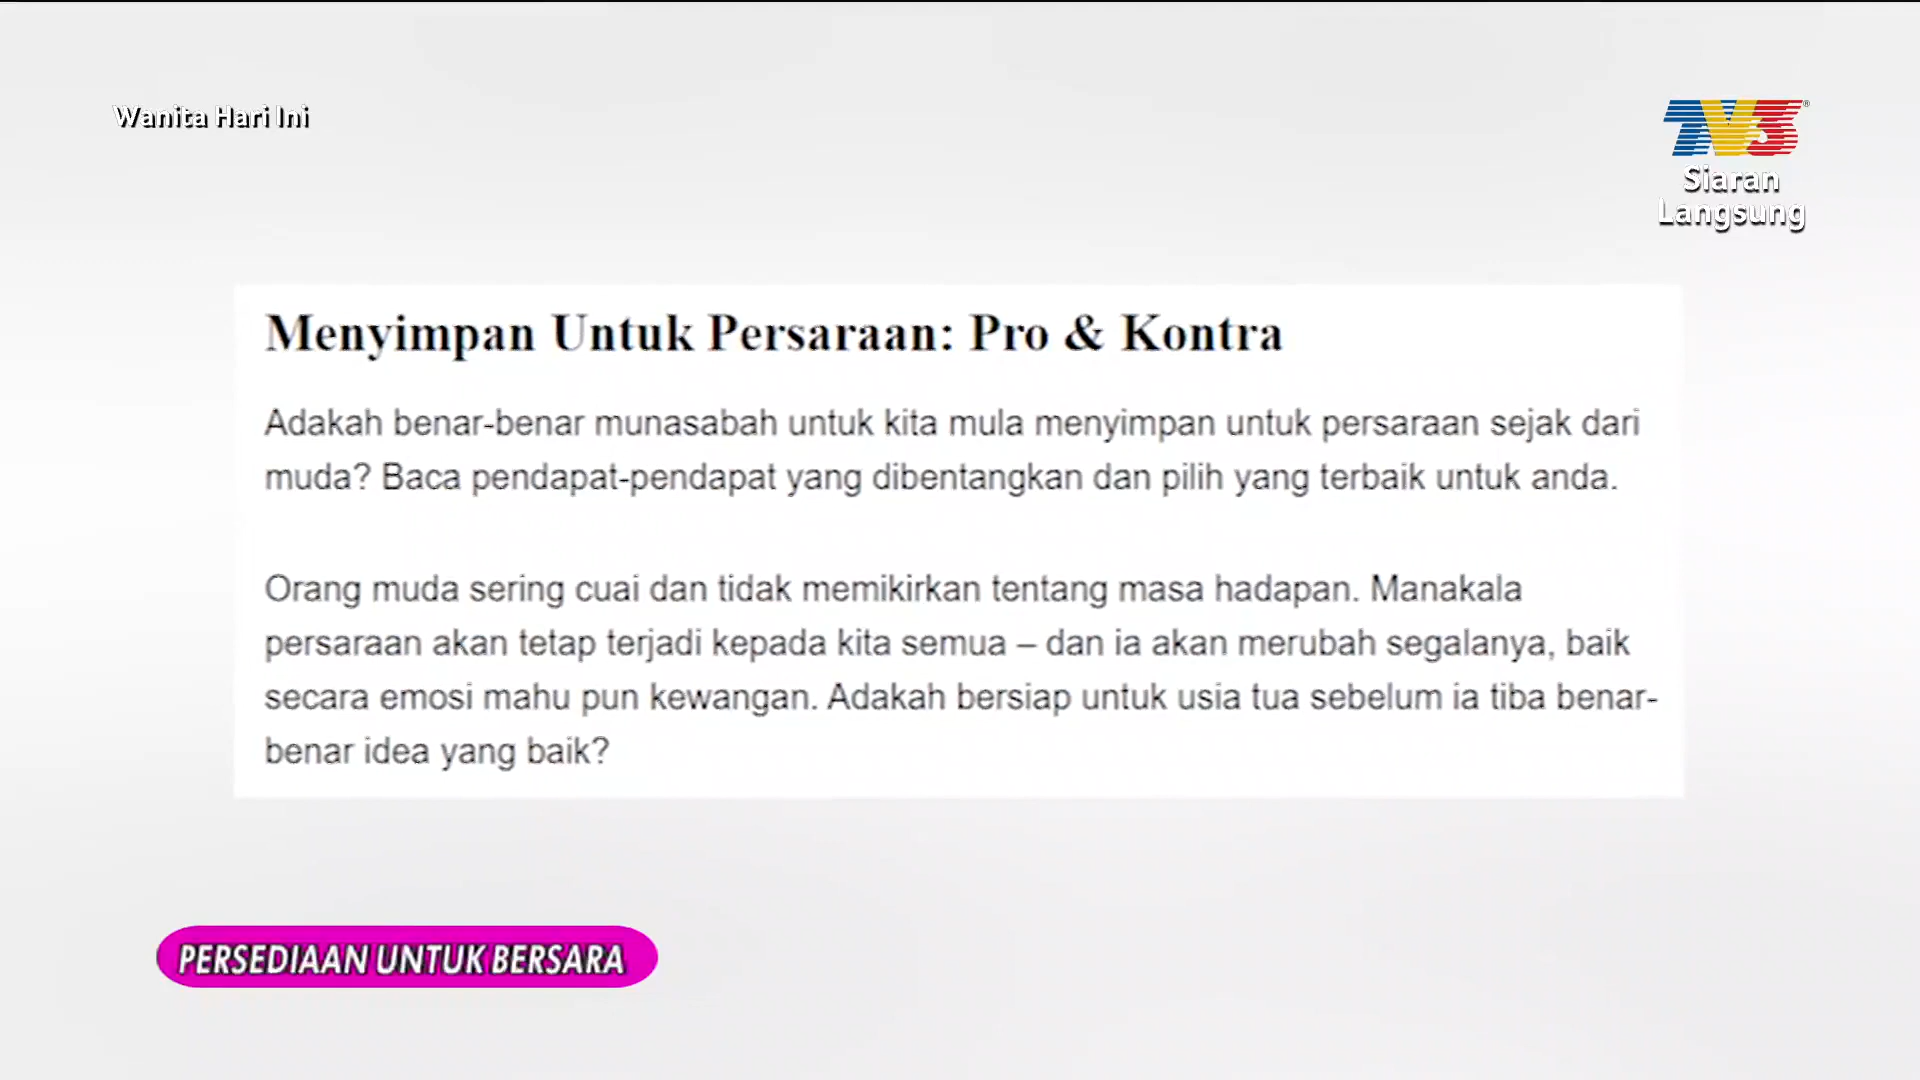 Wanita Hari Ini
TV3
Siaran
Langsung
Menyimpan Untuk Persaraan: Pro & Kontra
Adakah benar-benar munasabah untuk kita mula menyimpan untuk persaraan sejak dari
muda? Baca pendapat-pendapat yang dibentangkan dan pilih yang terbaik untuk anda.
Orang muda sering cuai dan tidak memikirkan tentang masa hadapan. Manakala
persaraan akan tetap terjadi kepada kita semua – dan ia akan merubah segalanya, baik
secara emosi mahu pun kewangan. Adakah bersiap untuk usia tua sebelum ia tiba benar-
benar idea yang baik?
PERSEDIAAN UNTUK BERSARA